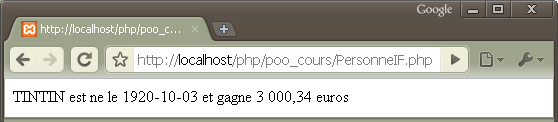 Google
http://localhost/php/poo_c...
http://localhost/php/poo_cours/PersonneIF.php
TINTIN est ne le 1920-10-03 et gagne 3 000,34 euros